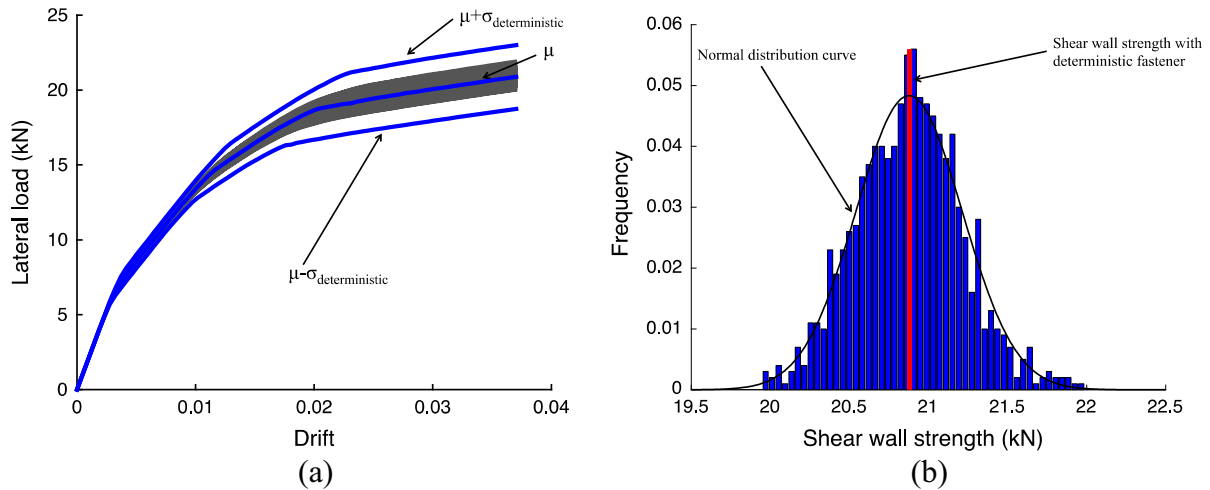 25
20
15
10
5
0
Lateral load (kN)
0
0.01
0.02
0.03
0.04
Drift
μ+σdeterministic
μ
μ-σdeterministic
(a)
0.06
0.05
0.04
0.03
0.02
0.01
0
Frequency
19.5
20
20.5
21
21.5
22
22.5
Shear wall strength (kN)
Normal distribution curve
Shear wall strength with
deterministic fastener
(b)